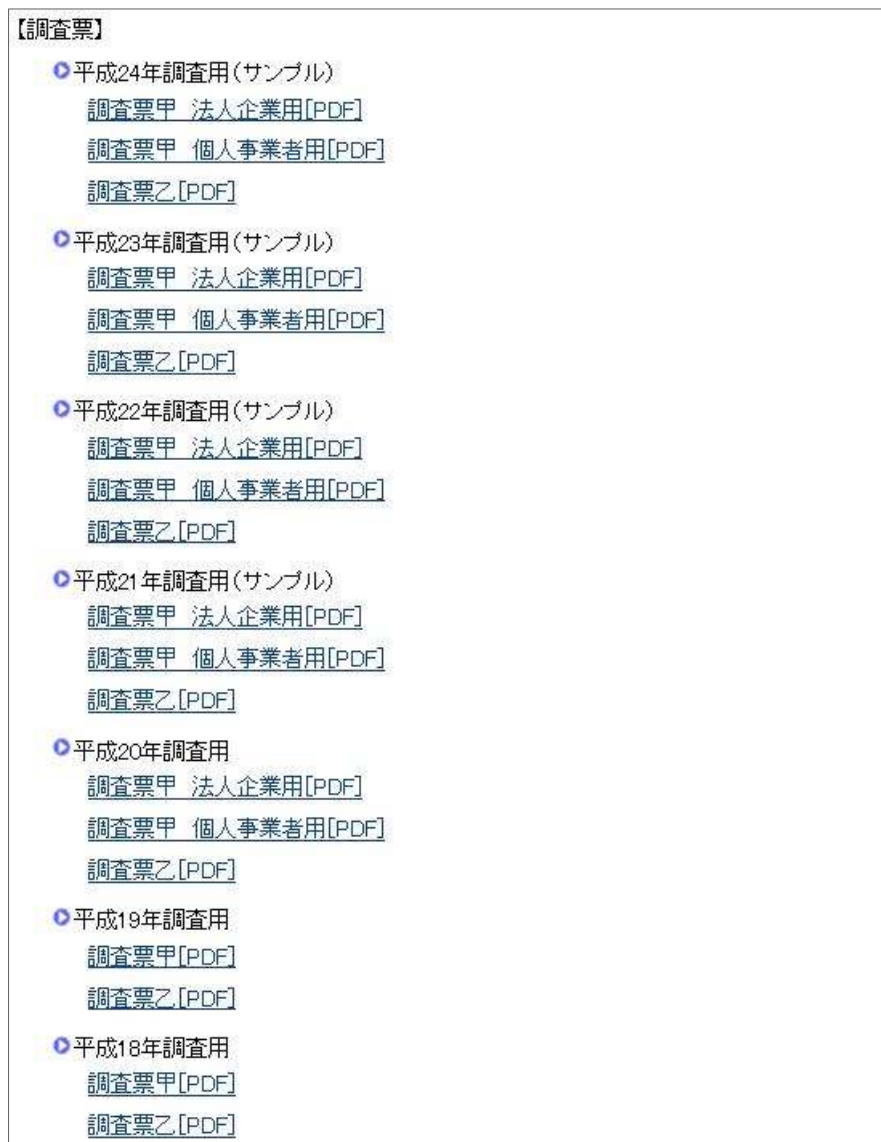 【調査票】
平成24年調査用(サンプル)
調査票甲 法人企業用[PDF]
調査票甲 個人事業者用[PDF]
調査票乙[PDF]
平成23年調査用(サンプル)
調査票甲 法人企業用[PDF]
調査票甲 個人事業者用[PDF]
調査票乙[PDF]
平成22年調査用(サンプル)
調査票甲 法人企業用[PDF]
調査票甲 個人事業者用[PDF]
調査票乙[PDF]
平成21年調査用(サンプル)
調査票甲 法人企業用[PDF]
調査票甲 個人事業者用[PDF]
調査票乙[PDF]
平成20年調査用
調査票甲 法人企業用[PDF]
調査票甲 個人事業者用[PDF]
調査票乙[PDF]
平成19年調査用
調査票甲[PDF]
調査票乙[PDF]
平成18年調査用
調査票甲[PDF]
調査票乙[PDF]